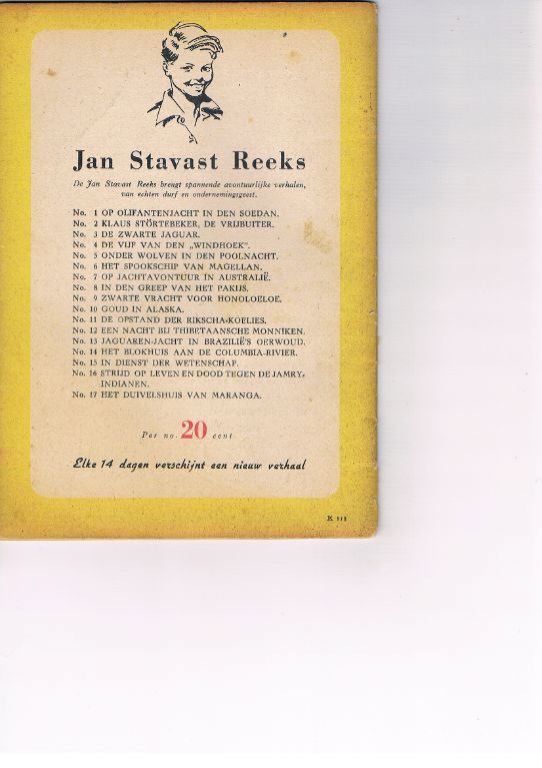 Jan Stavast Reeks
De Jan Stavast Reeks brengt spannende avontuurlijke verhalen,
van echten durf en ondernemingsgeest.
No. 1 OP OLIFANTENJACHT IN DEN SOEDAN.
No. 2 KLAUS STÖRTEBEKER, DE VRIJBUITER.
No. 3 DE ZWARTE JAGUAR.
No. 4 DE VIJF VAN DEN „WINDHOEK".
No. 5 ONDER WOLVEN IN DEN POOLNACHT.
No. 6 HET SPOOKSCHIP VAN MAGELLAN.
No. 7 OP JACHTAVONTUUR IN AUSTRALIË.
No. 8 IN DEN GREEP VAN HET PAKIJS.
No. 9 ZWARTE VRACHT VOOR HONOLOELOE.
No. 10 GOUD IN ALASKA.
No. 11 DE OPSTAND DER RIKSCHA-KOELIES.
No. 12 EEN NACHT BIJ THIBETAANSCHE MONNIKEN.
No. 13 JAGUAREN-JACHT IN BRAZILIË'S OERWOUD.
No. 14 HET BLOKHUIS AAN DE COLUMBIA-RIVIER.
No. 15 IN DIENST DER WETENSCHAP.
No. 16 STRIJD OP LEVEN EN DOOD TEGEN DE JAMRY-
INDIANEN.
No. 17 HET DUIVELSHUIS VAN MARANGA.
Per no. 20 cent
Elke 14 dagen verschijnt een nieuw verhaal
K